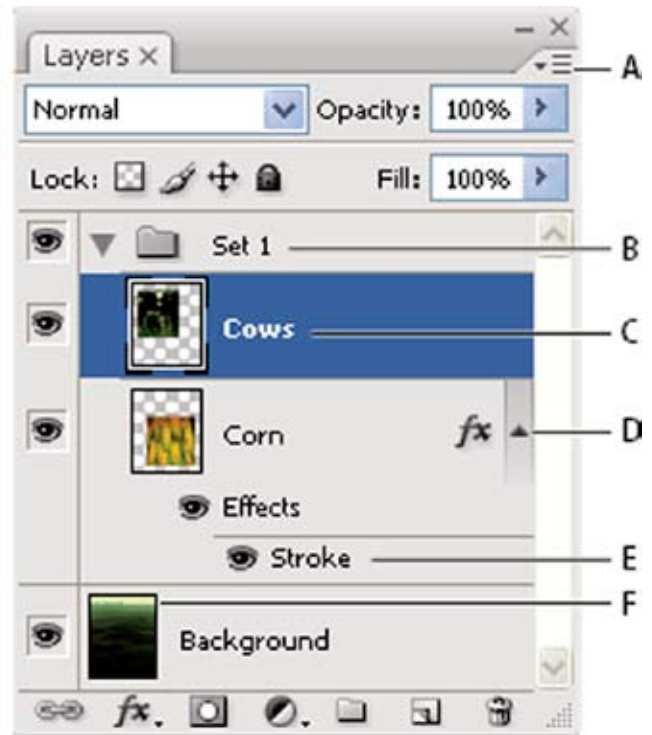 Layers ×
A
Normal Opacity: 100%
Lock: Fill: 100%
Set 1 B
Cows C
Corn fx D
Effects
Stroke E
F
Background
fx.